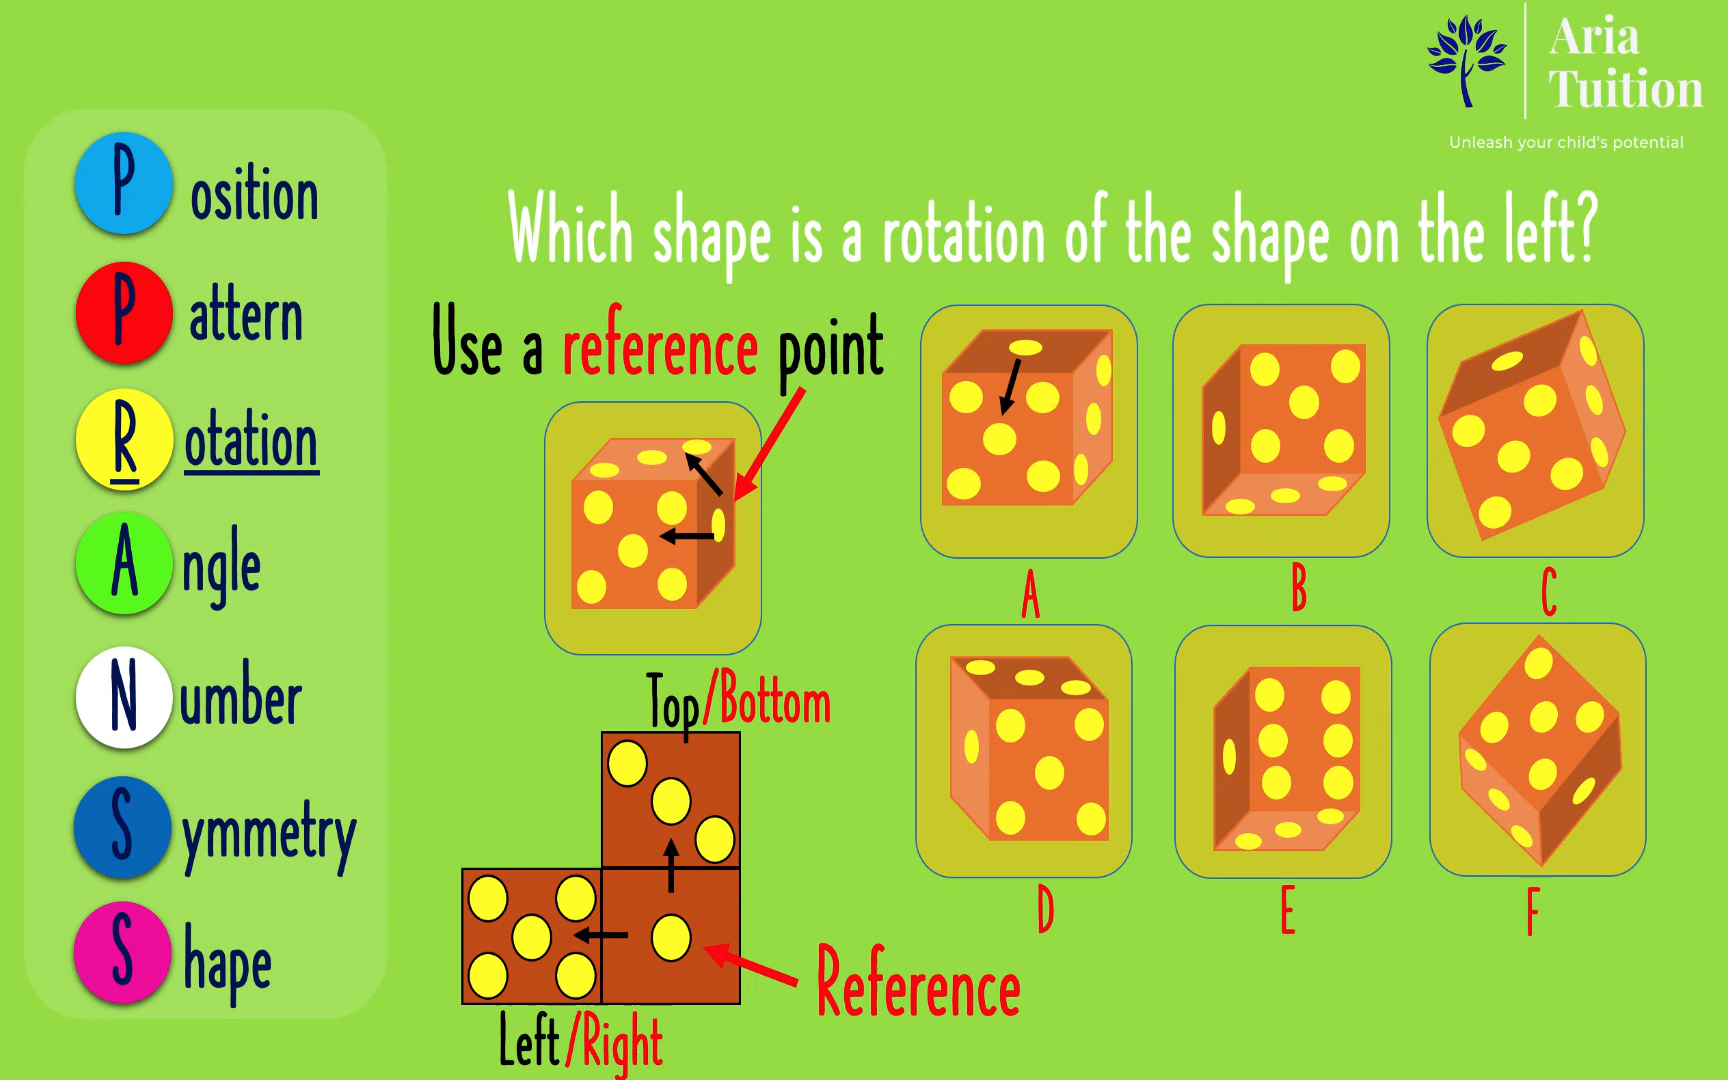 Aria
Tuition
Unleash your child's potential
Position
Pattern
Rotation
Angle
Number
Symmetry
Shape
Which shape is a rotation of the shape on the left?
Use a reference point
A
B
C
Top/Bottom
D
E
F
Reference
Left/Right